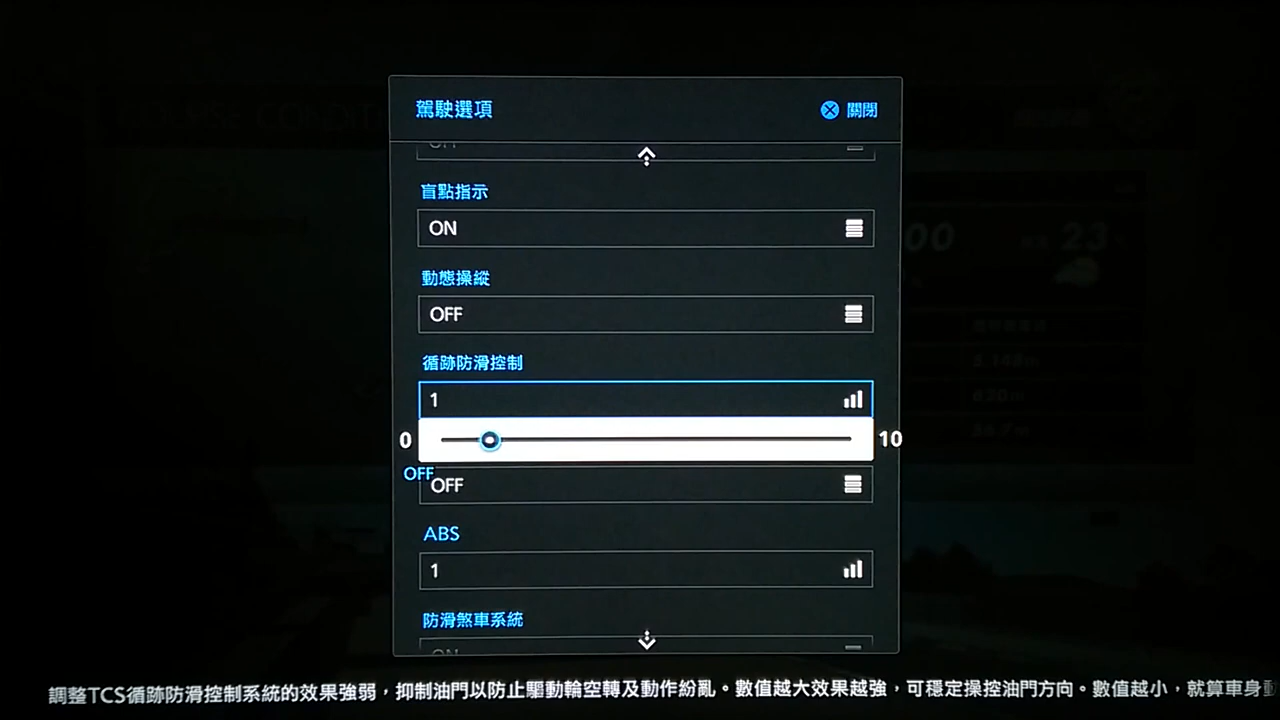 駕駛選項
關閉
盲點指示
ON
動態操縱
OFF
循跡防滑控制
1
0
10
OFF
OFF
ABS
1
防滑煞車系統
ON
調整TCS循跡防滑控制系統的效果強弱，抑制油門以防止驅動輪空轉及動作紛亂。數值越大效果越強，可穩定操控油門方向。數值越小，就算車身動